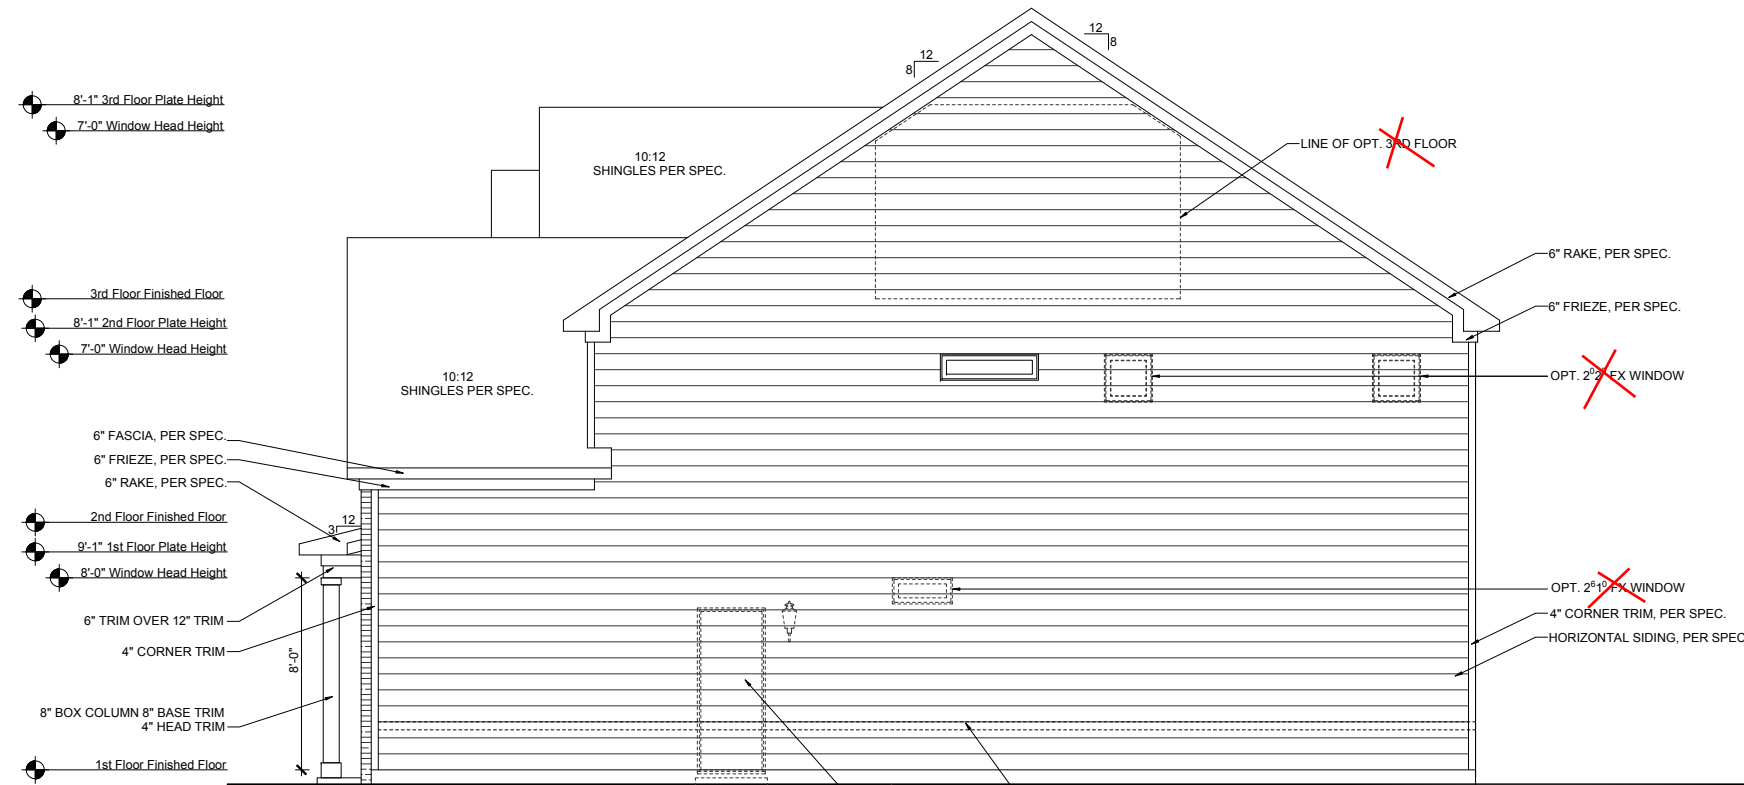 12
8
12
8
8'-1" 3rd Floor Plate Height
7'-0" Window Head Height
LINE OF OPT. 3RD FLOOR
10:12
SHINGLES PER SPEC.
6" RAKE, PER SPEC.
3rd Floor Finished Floor
6" FRIEZE, PER SPEC.
8'-1" 2nd Floor Plate Height
7'-0" Window Head Height
10:12
SHINGLES PER SPEC.
OPT. 2⁰2⁰ FX WINDOW
6" FASCIA, PER SPEC.
6" FRIEZE, PER SPEC.
6" RAKE, PER SPEC.
2nd Floor Finished Floor
12
3
9'-1" 1st Floor Plate Height
8'-0" Window Head Height
OPT. 2⁶1⁰ FX WINDOW
6" TRIM OVER 12" TRIM
4" CORNER TRIM, PER SPEC.
HORIZONTAL SIDING, PER SPEC
4" CORNER TRIM
8'-0"
8" BOX COLUMN 8" BASE TRIM
4" HEAD TRIM
1st Floor Finished Floor